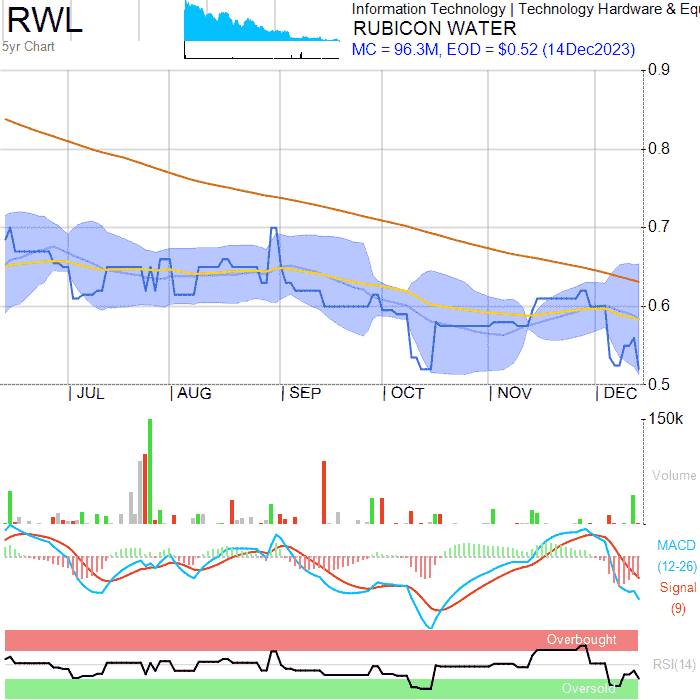 RWL
5yr Chart
Information Technology | Technology Hardware & Equ
RUBICON WATER
MC = 96.3M, EOD = $0.52 (14Dec2023)
0.9
0.8
0.7
0.6
0.5
| JUL | AUG | SEP | OCT | NOV | DEC
150k
Volume
MACD
(12-26)
Signal
(9)
Overbought
RSI(14)
Oversold